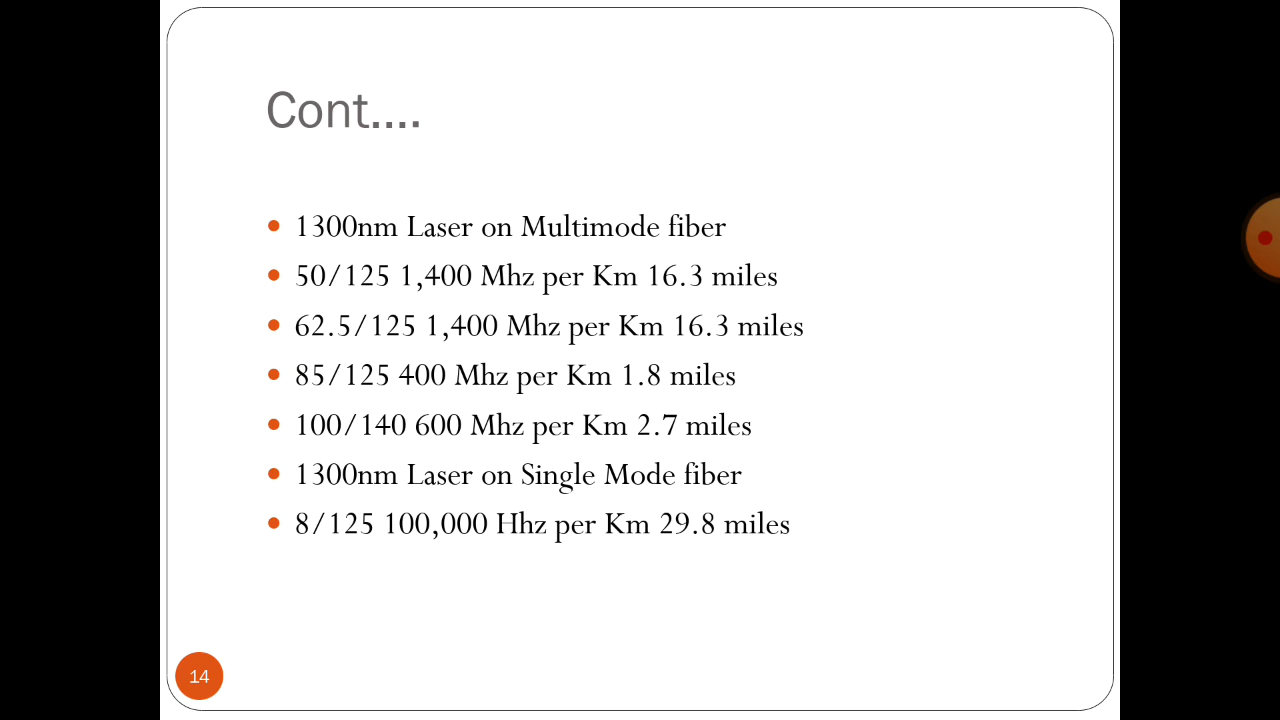 Cont....
1300nm Laser on Multimode fiber
50/125 1,400 Mhz per Km 16.3 miles
62.5/125 1,400 Mhz per Km 16.3 miles
85/125 400 Mhz per Km 1.8 miles
100/140 600 Mhz per Km 2.7 miles
1300nm Laser on Single Mode fiber
8/125 100,000 Hhz per Km 29.8 miles
14